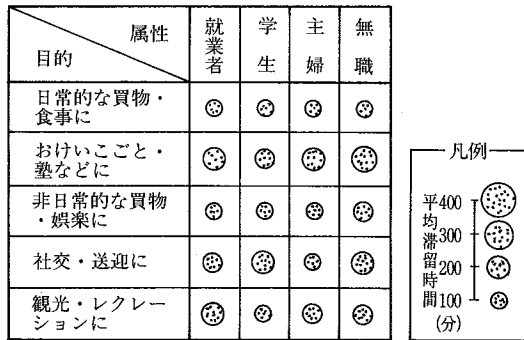 属性
目的
就業者
学生
主婦
無職
日常的な買物・
食事に
おけいこごと・
塾などに
非日常的な買物
・娯楽に
社交・送迎に
観光・レクレー
ションに
凡例
平均滞留時間
400
300
200
100
(分)